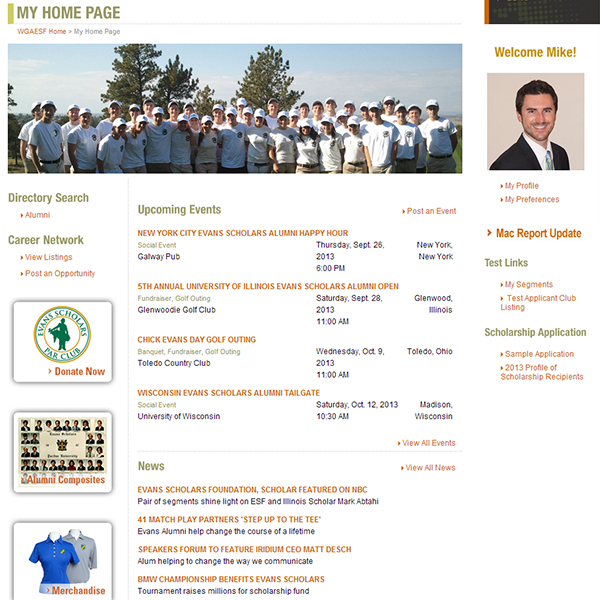 MY HOME PAGE
WGAESF Home > My Home Page
Directory Search
Alumni
Career Network
View Listings
Post an Opportunity
EVANS SCHOLARS
PAR CLUB
Donate Now
Alumni Composites
Merchandise
Upcoming Events
Post an Event
NEW YORK CITY EVANS SCHOLARS ALUMNI HAPPY HOUR
Social Event
Galway Pub
Thursday, Sept. 26,
2013
6:00 PM
New York,
New York
5TH ANNUAL UNIVERSITY OF ILLINOIS EVANS SCHOLARS ALUMNI OPEN
Fundraiser, Golf Outing
Glenwoodie Golf Club
Saturday, Sept. 28,
2013
11:00 AM
Glenwood,
Illinois
CHICK EVANS DAY GOLF OUTING
Banquet, Fundraiser, Golf Outing
Toledo Country Club
Wednesday, Oct. 9,
2013
11:00 AM
Toledo, Ohio
WISCONSIN EVANS SCHOLARS ALUMNI TAILGATE
Social Event
University of Wisconsin
Saturday, Oct. 12, 2013
10:30 AM
Madison,
Wisconsin
View All Events
News
View All News
EVANS SCHOLARS FOUNDATION, SCHOLAR FEATURED ON NBC
Pair of segments shine light on ESF and Illinois Scholar Mark Abtahi
41 MATCH PLAY PARTNERS 'STEP UP TO THE TEE'
Evans Alumni help change the course of a lifetime
SPEAKERS FORUM TO FEATURE IRIDIUM CEO MATT DESCH
Alum helping to change the way we communicate
BMW CHAMPIONSHIP BENEFITS EVANS SCHOLARS
Tournament raises millions for scholarship fund
Welcome Mike!
My Profile
My Preferences
Mac Report Update
Test Links
My Segments
Test Applicant Club
Listing
Scholarship Application
Sample Application
2013 Profile of
Scholarship Recipients